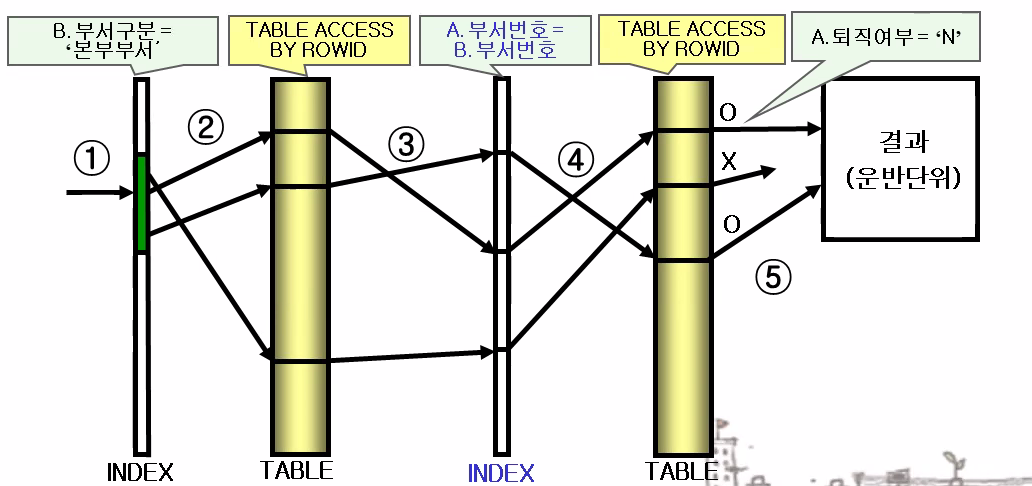 B. 부서구분 =
‘본부부서’
TABLE ACCESS
BY ROWID
A. 부서번호 =
B. 부서번호
TABLE ACCESS
BY ROWID
A. 퇴직여부 = ‘N’
①
②
③
④
O
X
O
⑤
결과
(운반단위)
INDEX
TABLE
INDEX
TABLE